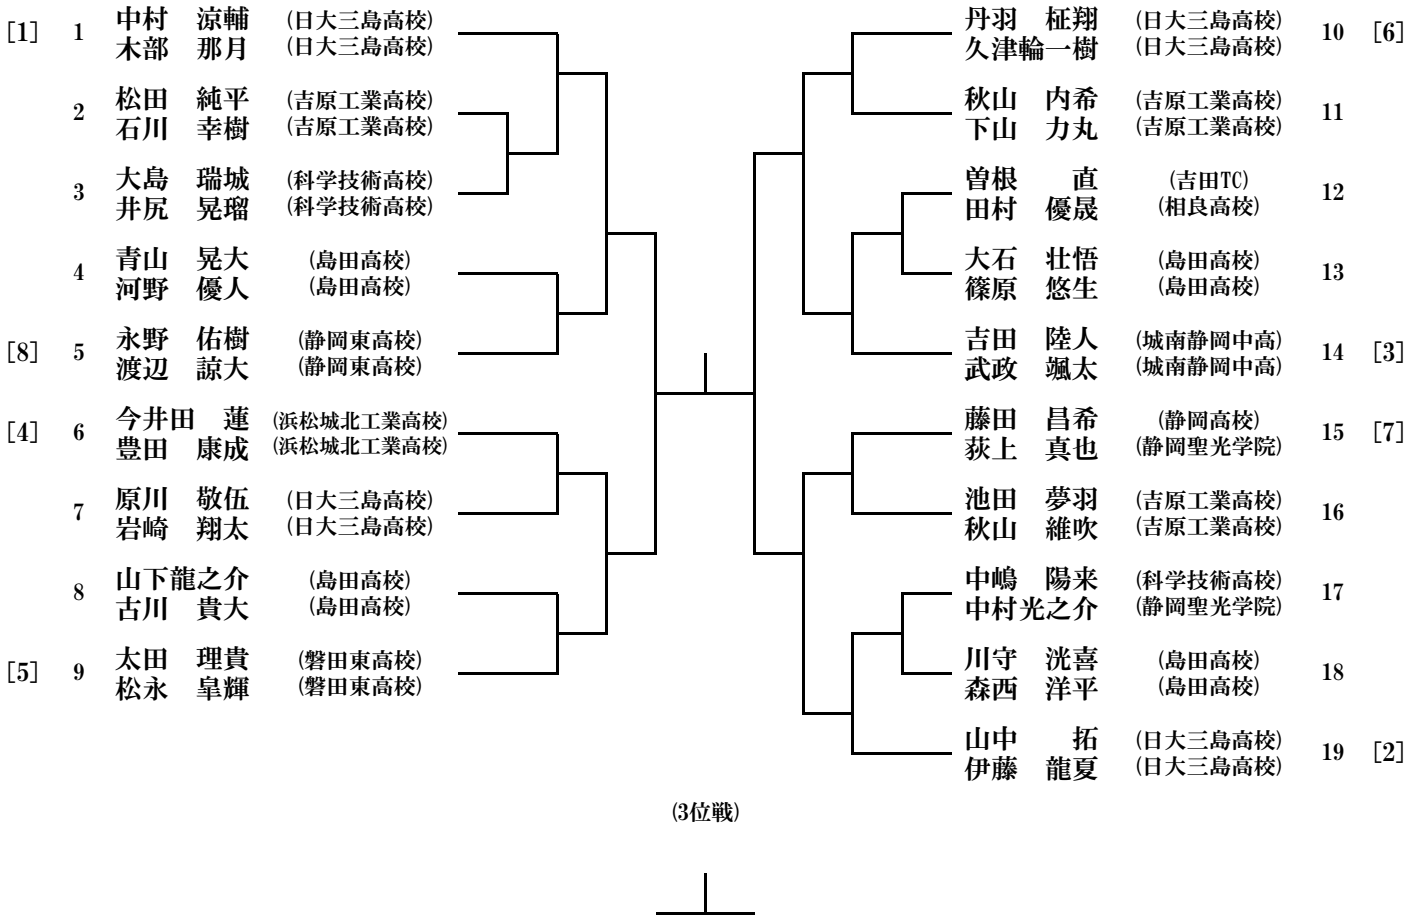 [1] 1 中村 涼輔 (日大三島高校)
木部 那月 (日大三島高校)
2 松田 純平 (吉原工業高校)
石川 幸樹 (吉原工業高校)
3 大島 瑞城 (科学技術高校)
井尻 晃瑠 (科学技術高校)
4 青山 晃大 (島田高校)
河野 優人 (島田高校)
[8] 5 永野 佑樹 (静岡東高校)
渡辺 諒大 (静岡東高校)
[4] 6 今井田 蓮 (浜松城北工業高校)
豊田 康成 (浜松城北工業高校)
7 原川 敬伍 (日大三島高校)
岩崎 翔太 (日大三島高校)
8 山下龍之介 (島田高校)
古川 貴大 (島田高校)
[5] 9 太田 理貴 (磐田東高校)
松永 皐輝 (磐田東高校)
丹羽 柾翔 (日大三島高校) 10 [6]
久津輪一樹 (日大三島高校)
秋山 内希 (吉原工業高校) 11
下山 力丸 (吉原工業高校)
曽根 直 (吉田TC) 12
田村 優晟 (相良高校)
大石 壮悟 (島田高校) 13
篠原 悠生 (島田高校)
吉田 陸人 (城南静岡中高) 14 [3]
武政 颯太 (城南静岡中高)
藤田 昌希 (静岡高校) 15 [7]
荻上 真也 (静岡聖光学院)
池田 夢羽 (吉原工業高校) 16
秋山 維吹 (吉原工業高校)
中嶋 陽来 (科学技術高校) 17
中村光之介 (静岡聖光学院)
川守 洸喜 (島田高校) 18
森西 洋平 (島田高校)
山中 拓 (日大三島高校) 19 [2]
伊藤 龍夏 (日大三島高校)
(3位戦)